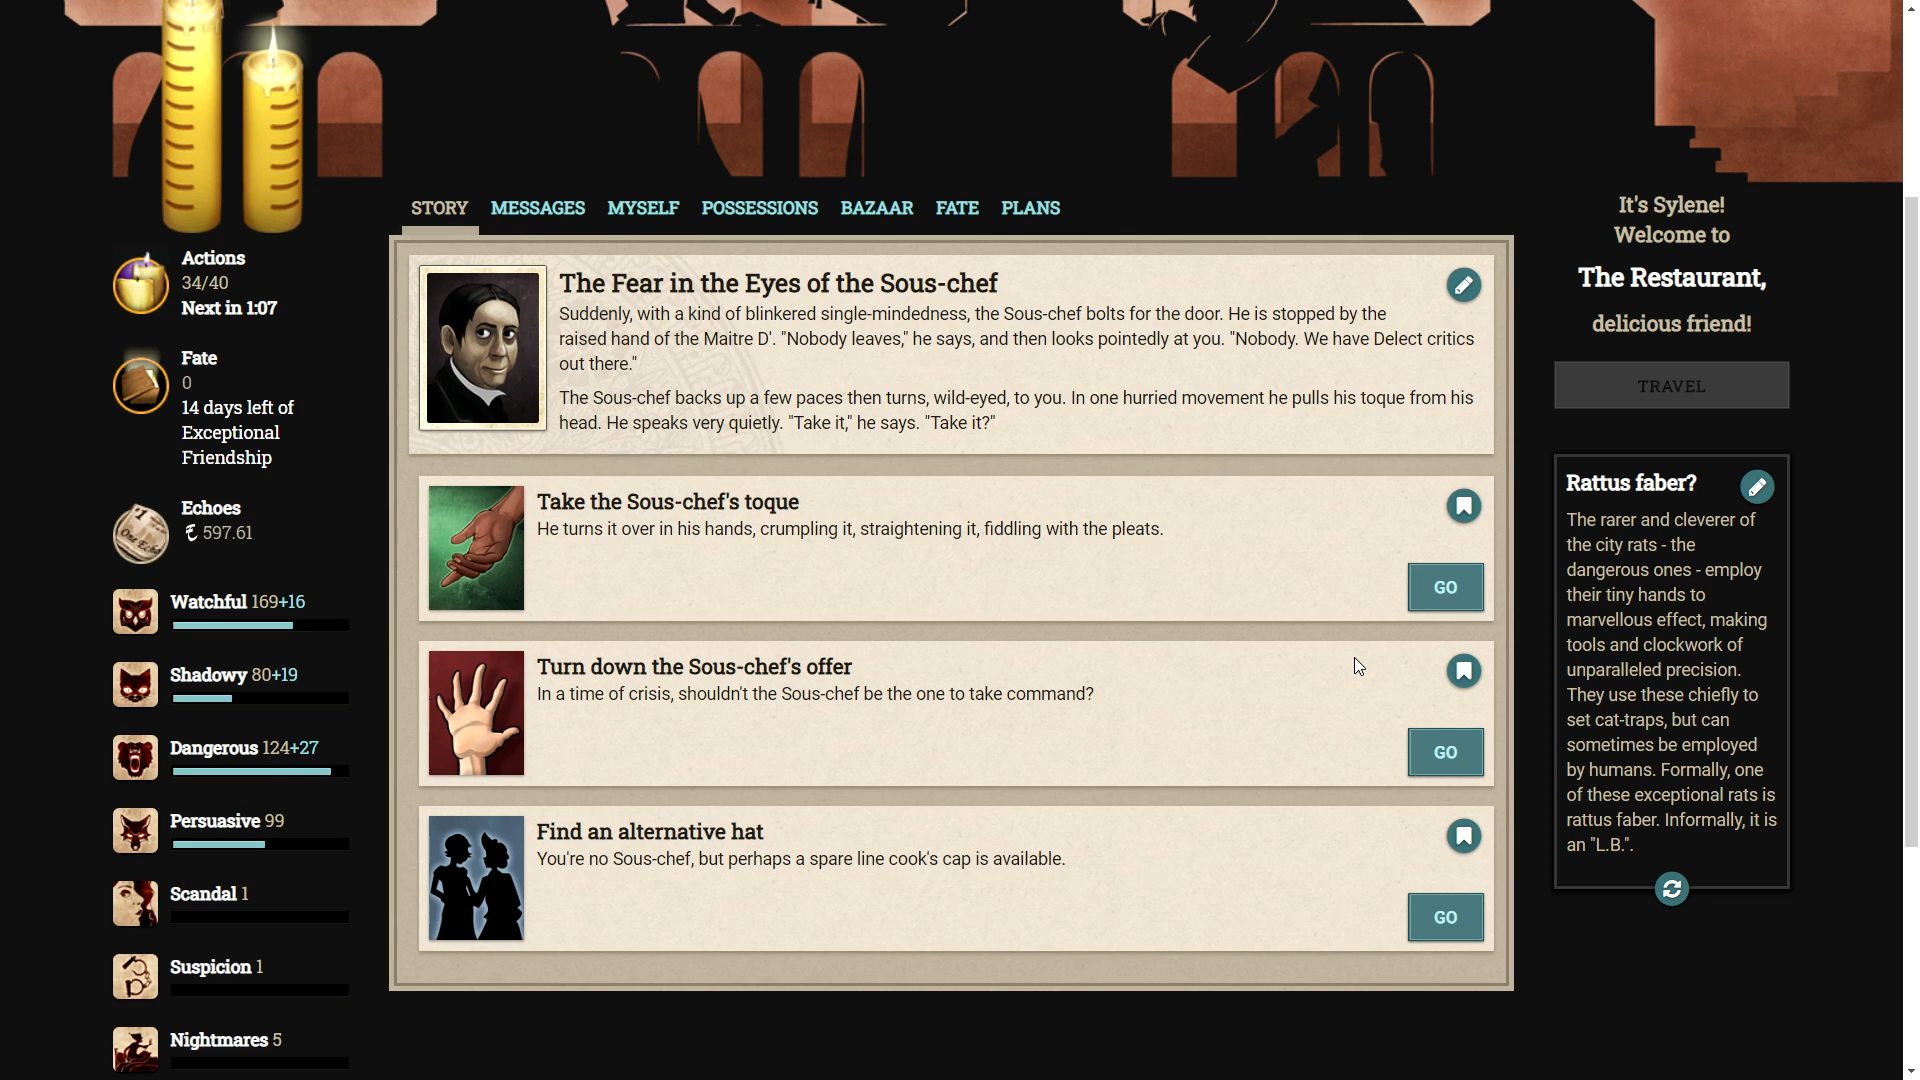 STORY MESSAGES MYSELF POSSESSIONS BAZAAR FATE PLANS
Actions
34/40
Next in 1:07
Fate
0
14 days left of
Exceptional
Friendship
Echoes
597.61
Watchful 169+16
Shadowy 80+19
Dangerous 124+27
Persuasive 99
Scandal 1
Suspicion 1
Nightmares 5
The Fear in the Eyes of the Sous-chef
Suddenly, with a kind of blinkered single-mindedness, the Sous-chef bolts for the door. He is stopped by the
raised hand of the Maitre D'. "Nobody leaves," he says, and then looks pointedly at you. "Nobody. We have Delect critics
out there."
The Sous-chef backs up a few paces then turns, wild-eyed, to you. In one hurried movement he pulls his toque from his
head. He speaks very quietly. "Take it," he says. "Take it?"
Take the Sous-chef's toque
He turns it over in his hands, crumpling it, straightening it, fiddling with the pleats.
GO
Turn down the Sous-chef's offer
In a time of crisis, shouldn't the Sous-chef be the one to take command?
GO
Find an alternative hat
You're no Sous-chef, but perhaps a spare line cook's cap is available.
GO
It's Sylene!
Welcome to
The Restaurant,
delicious friend!
TRAVEL
Rattus faber?
The rarer and cleverer of
the city rats - the
dangerous ones - employ
their tiny hands to
marvellous effect, making
tools and clockwork of
unparalleled precision.
They use these chiefly to
set cat-traps, but can
sometimes be employed
by humans. Formally, one
of these exceptional rats is
rattus faber. Informally, it is
an "L.B.".